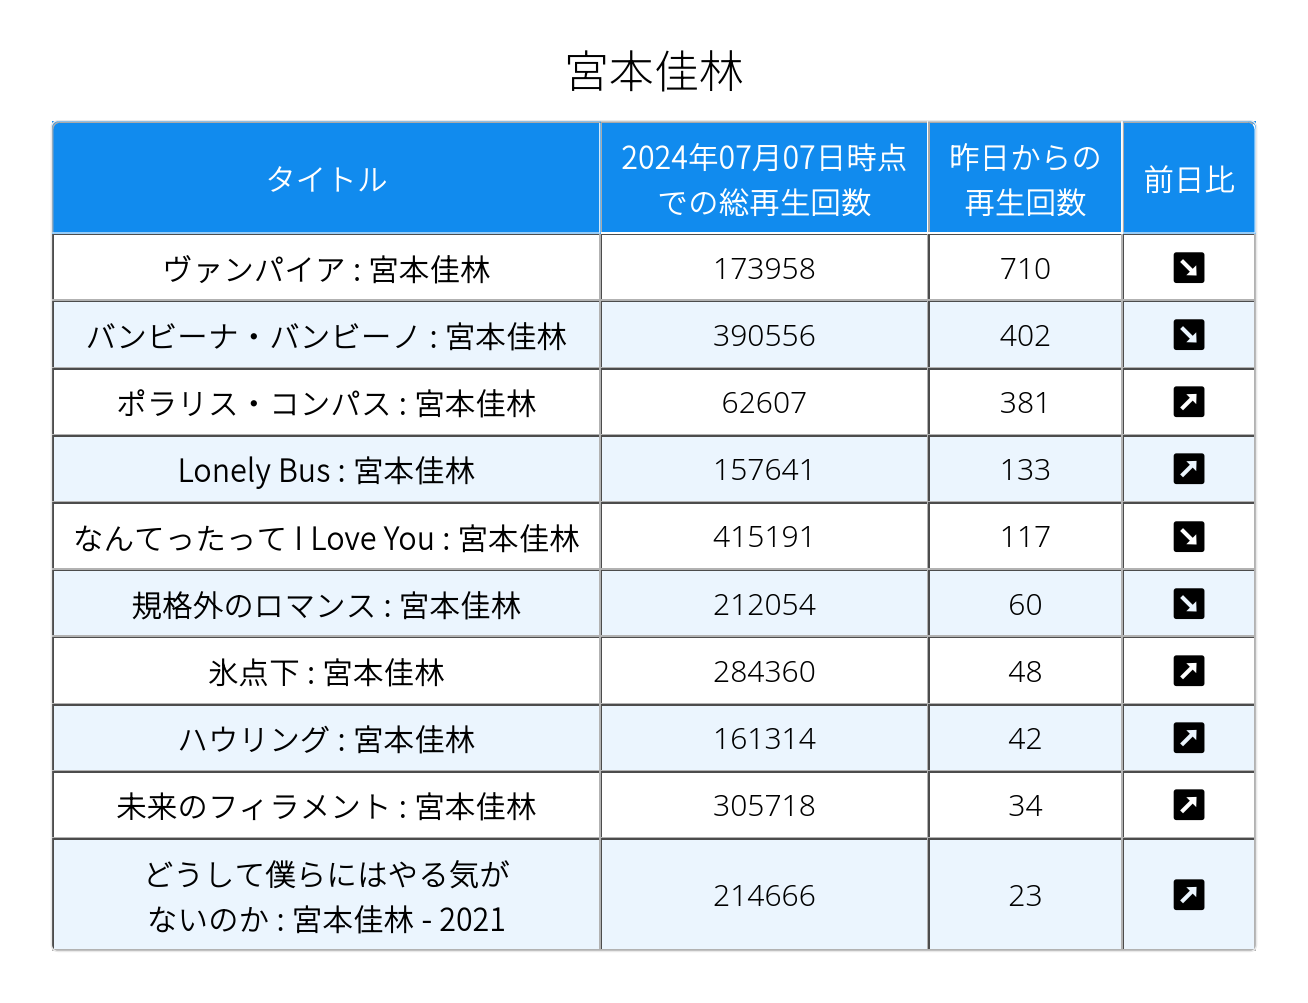 宮本佳林
タイトル
2024年07月07日時点
での総再生回数
昨日からの
再生回数
前日比
ヴァンパイア : 宮本佳林 173958 710 ↘
バンビーナ・バンビーノ : 宮本佳林 390556 402 ↘
ポラリス・コンパス : 宮本佳林 62607 381 ↗
Lonely Bus : 宮本佳林 157641 133 ↗
なんてったって I Love You : 宮本佳林 415191 117 ↘
規格外のロマンス : 宮本佳林 212054 60 ↘
氷点下 : 宮本佳林 284360 48 ↗
ハウリング : 宮本佳林 161314 42 ↗
未来のフィラメント : 宮本佳林 305718 34 ↗
どうして僕らにはやる気が
ないのか : 宮本佳林 - 2021 214666 23 ↗